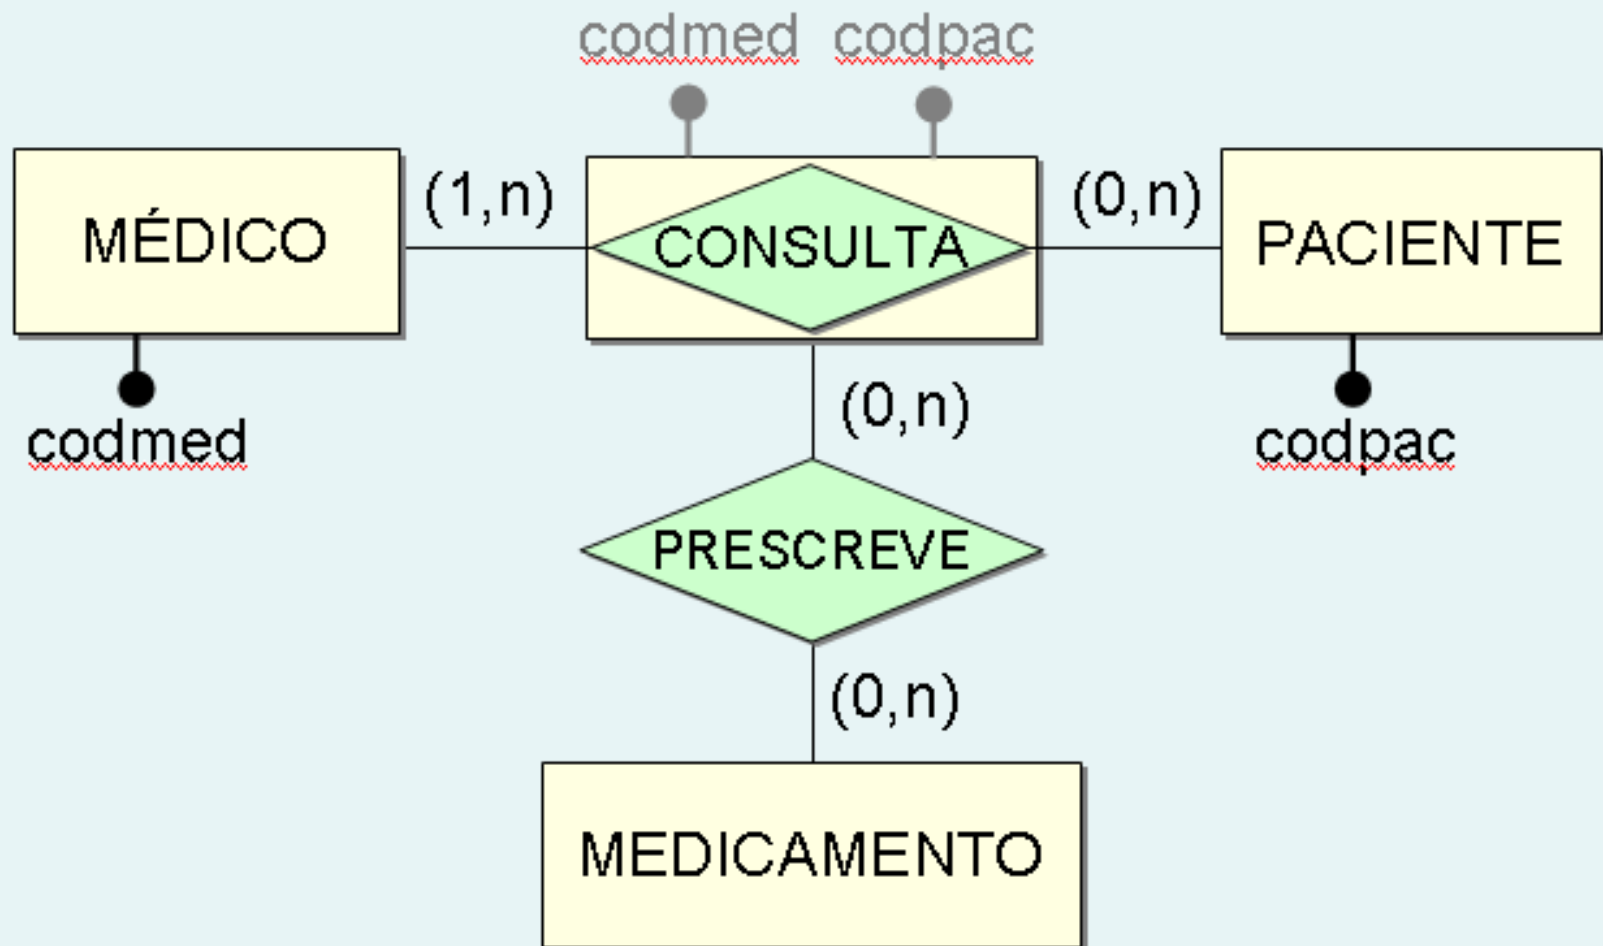 codmed codpac
MÉDICO (1,n) CONSULTA (0,n) PACIENTE
(0,n)
codmed codpac
PRESCREVE
(0,n)
MEDICAMENTO